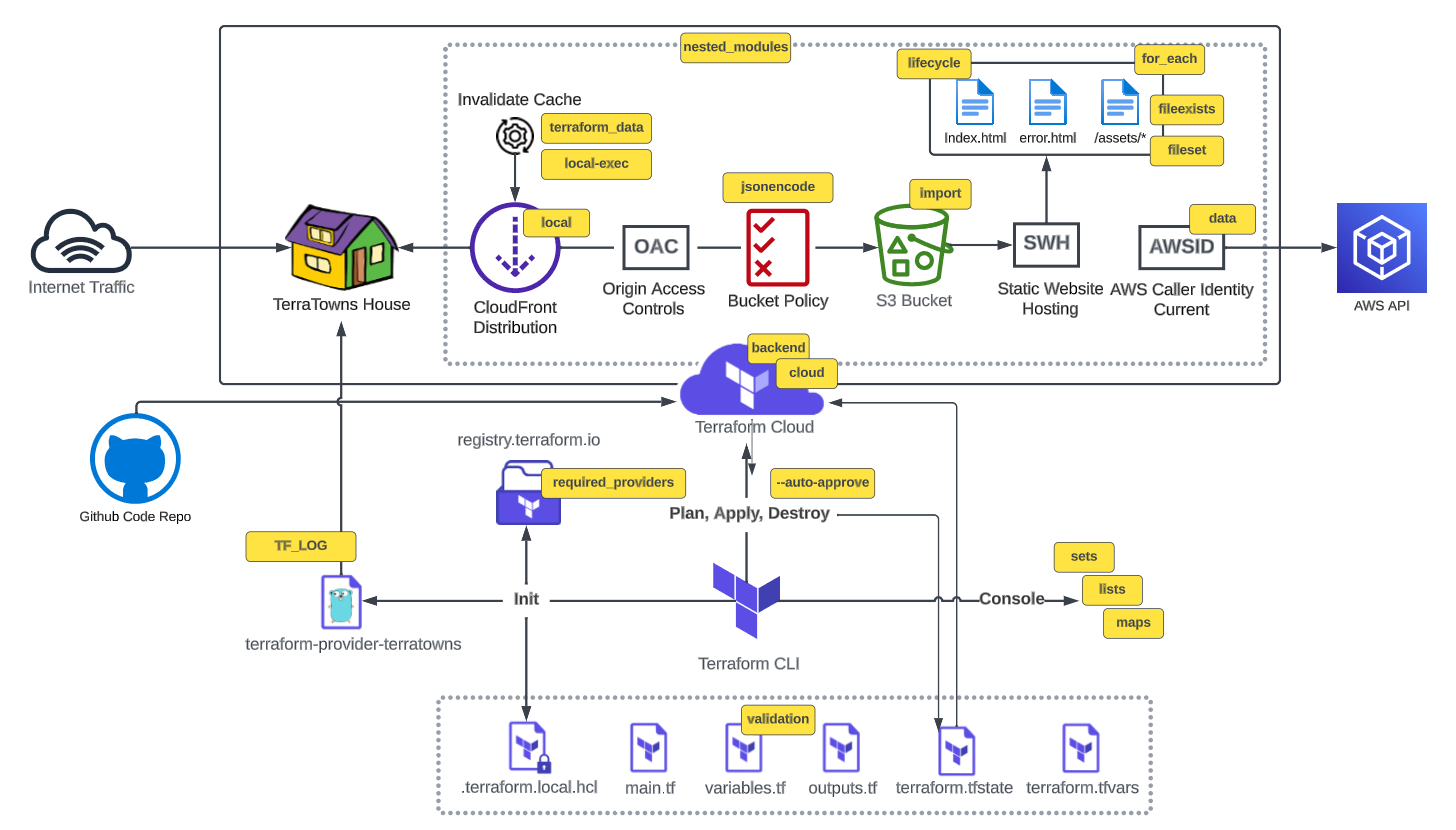 nested_modules
lifecycle
for_each
fileexists
fileset
Index.html
error.html
/assets/*
Invalidate Cache
terraform_data
local-exec
jsonencode
import
local
data
OAC
SWH
AWSID
Internet Traffic
TerraTowns House
CloudFront
Distribution
Origin Access
Controls
Bucket Policy
S3 Bucket
Static Website
Hosting
AWS Caller Identity
Current
AWS API
backend
cloud
Terraform Cloud
registry.terraform.io
required_providers
--auto-approve
Github Code Repo
Plan, Apply, Destroy
TF_LOG
sets
lists
maps
Init
Console
terraform-provider-terratowns
Terraform CLI
validation
.terraform.local.hcl
main.tf
variables.tf
outputs.tf
terraform.tfstate
terraform.tfvars